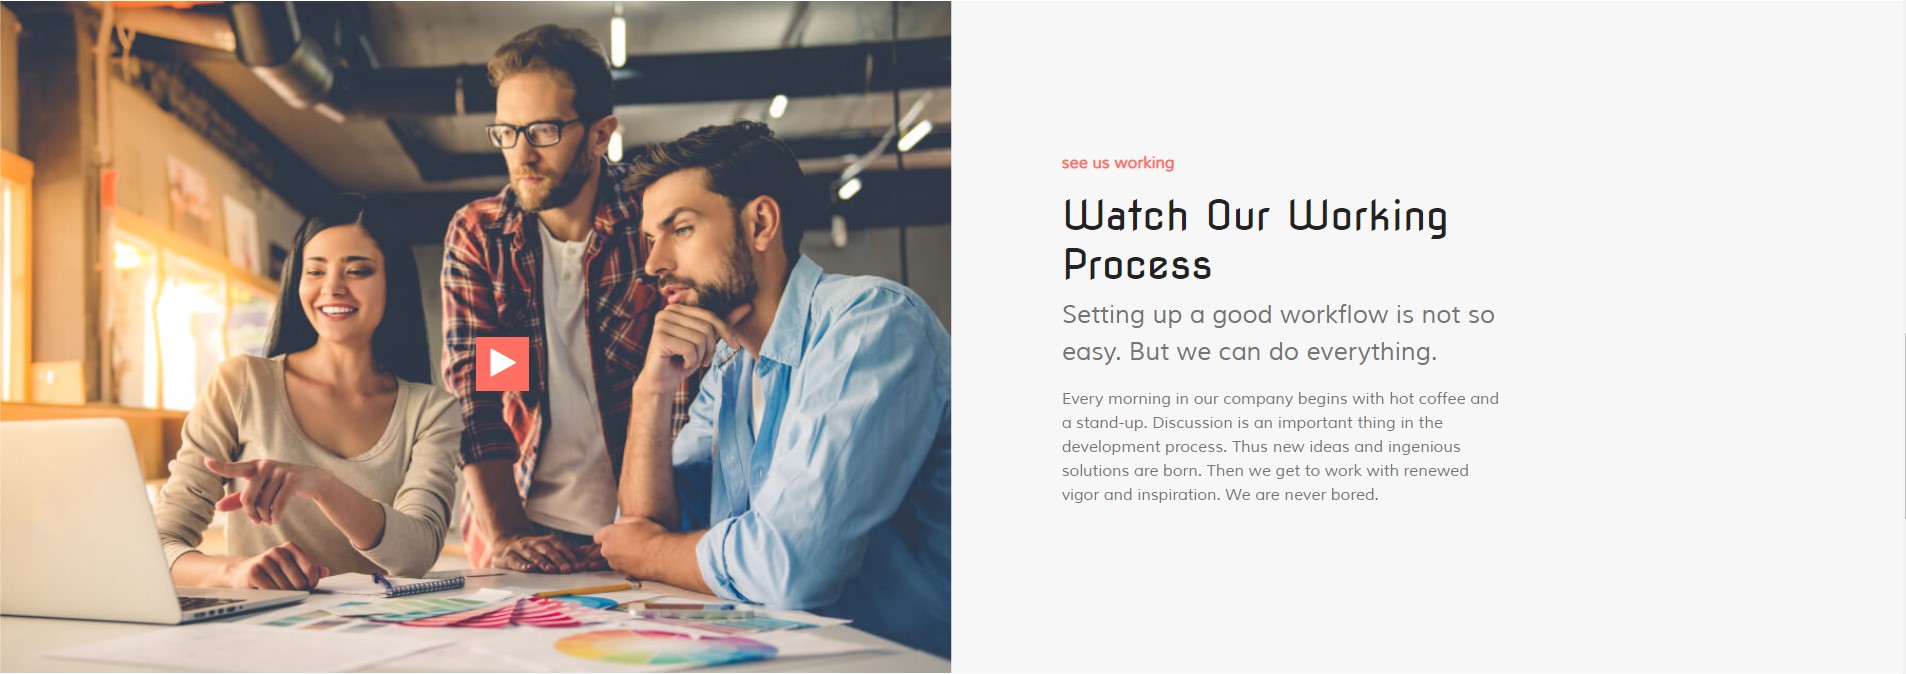 see us working
Watch Our Working
Process
Setting up a good workflow is not so
easy. But we can do everything.
Every morning in our company begins with hot coffee and
a stand-up. Discussion is an important thing in the
development process. Thus new ideas and ingenious
solutions are born. Then we get to work with renewed
vigor and inspiration. We are never bored.